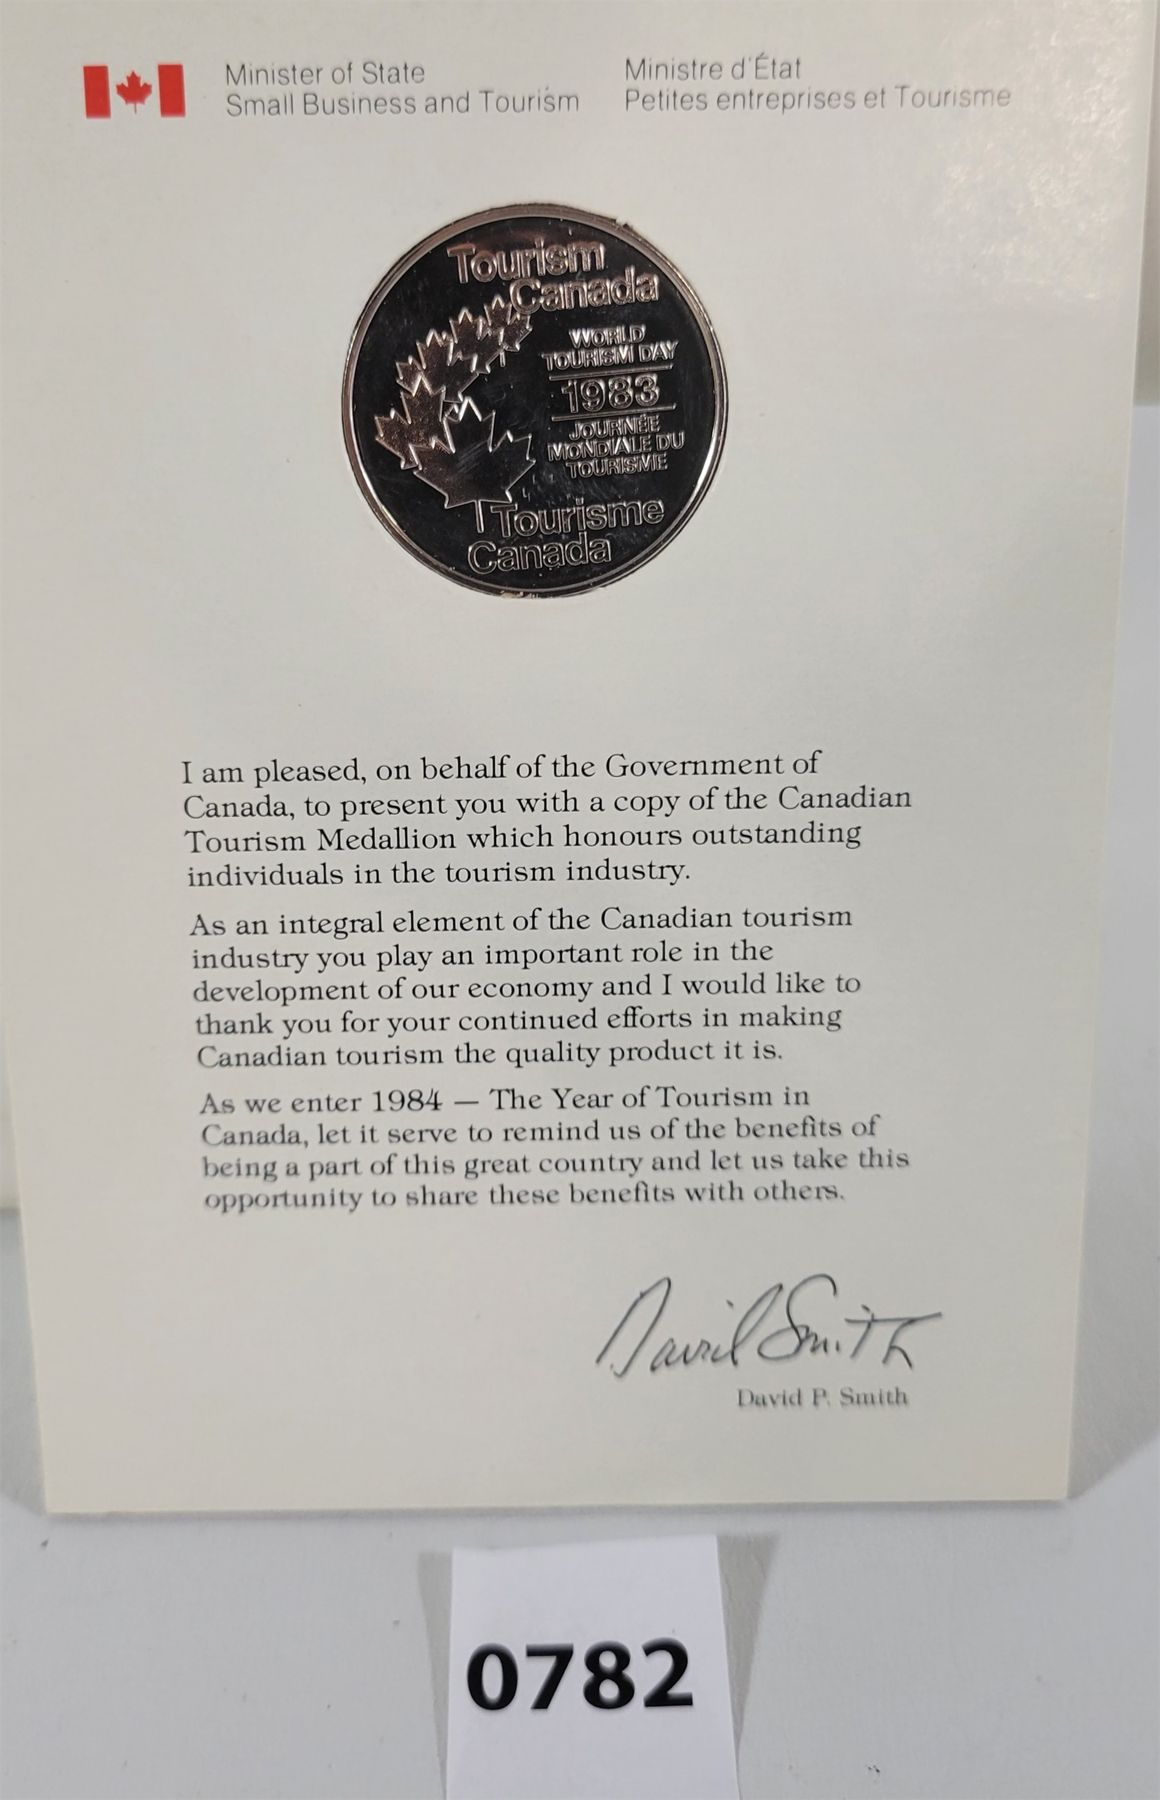 Minister of State
Small Business and Tourism
Ministre d'État
Petites entreprises et Tourisme
Tourism
Canada
WORLD
TOURISM DAY
1983
JOURNÉE
MONDIALE DU
TOURISME
Tourisme
Canada
I am pleased, on behalf of the Government of
Canada, to present you with a copy of the Canadian
Tourism Medallion which honours outstanding
individuals in the tourism industry.
As an integral element of the Canadian tourism
industry you play an important role in the
development of our economy and I would like to
thank you for your continued efforts in making
Canadian tourism the quality product it is.
As we enter 1984 — The Year of Tourism in
Canada, let it serve to remind us of the benefits of
being a part of this great country and let us take this
opportunity to share these benefits with others.
David Smith
David P. Smith
0782